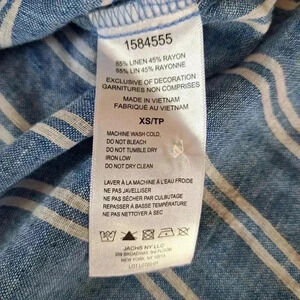 1584555
55% LINEN 45% RAYON
55% LIN 45% RAYONNE
EXCLUSIVE OF DECORATION
GARNITURES NON COMPRISES
MADE IN VIETNAM
FABRIQUÉ AU VIETNAM
XS/TP
MACHINE WASH COLD,
DO NOT BLEACH
DO NOT TUMBLE DRY
IRON LOW
DO NOT DRY CLEAN
LAVER À LA MACHINE À L'EAU FROIDE
NE PAS JAVELLISER
NE PAS SÉCHER PAR CULBUTAGE
REPASSER À BASSE TEMPÉRATURE
NE PAS NETTOYER À SEC
JACHS NY LLC
BROADWAY,
NEW YORK, NY 10013